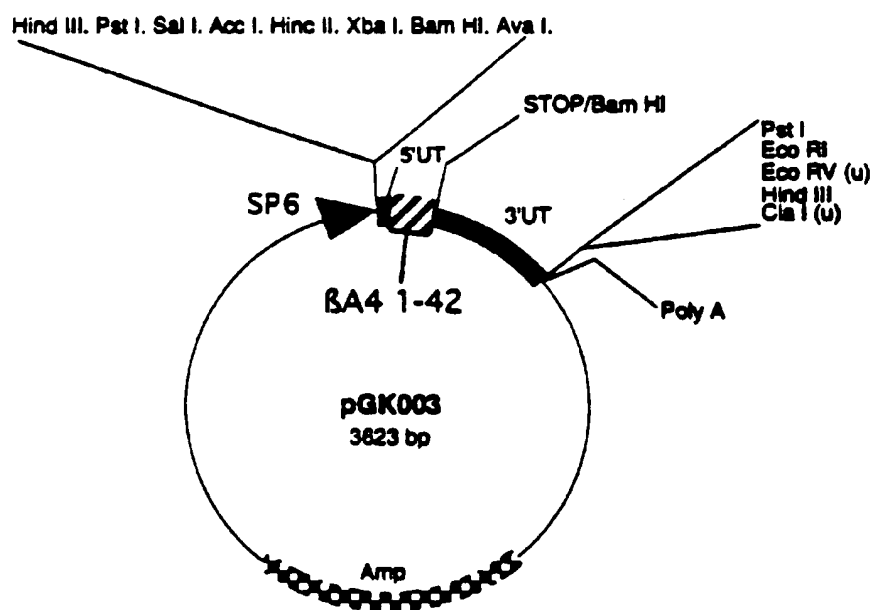 Hind III. Pst I. Sal I. Acc I. Hinc II. Xba I. Bam HI. Ava I.
STOP/Bam HI
5'UT
Pst I
Eco RI
Eco RV (u)
Hind III
Cla I (u)
SP6
3'UT
ßA4 1-42
Poly A
pGK003
3623 bp
Amp